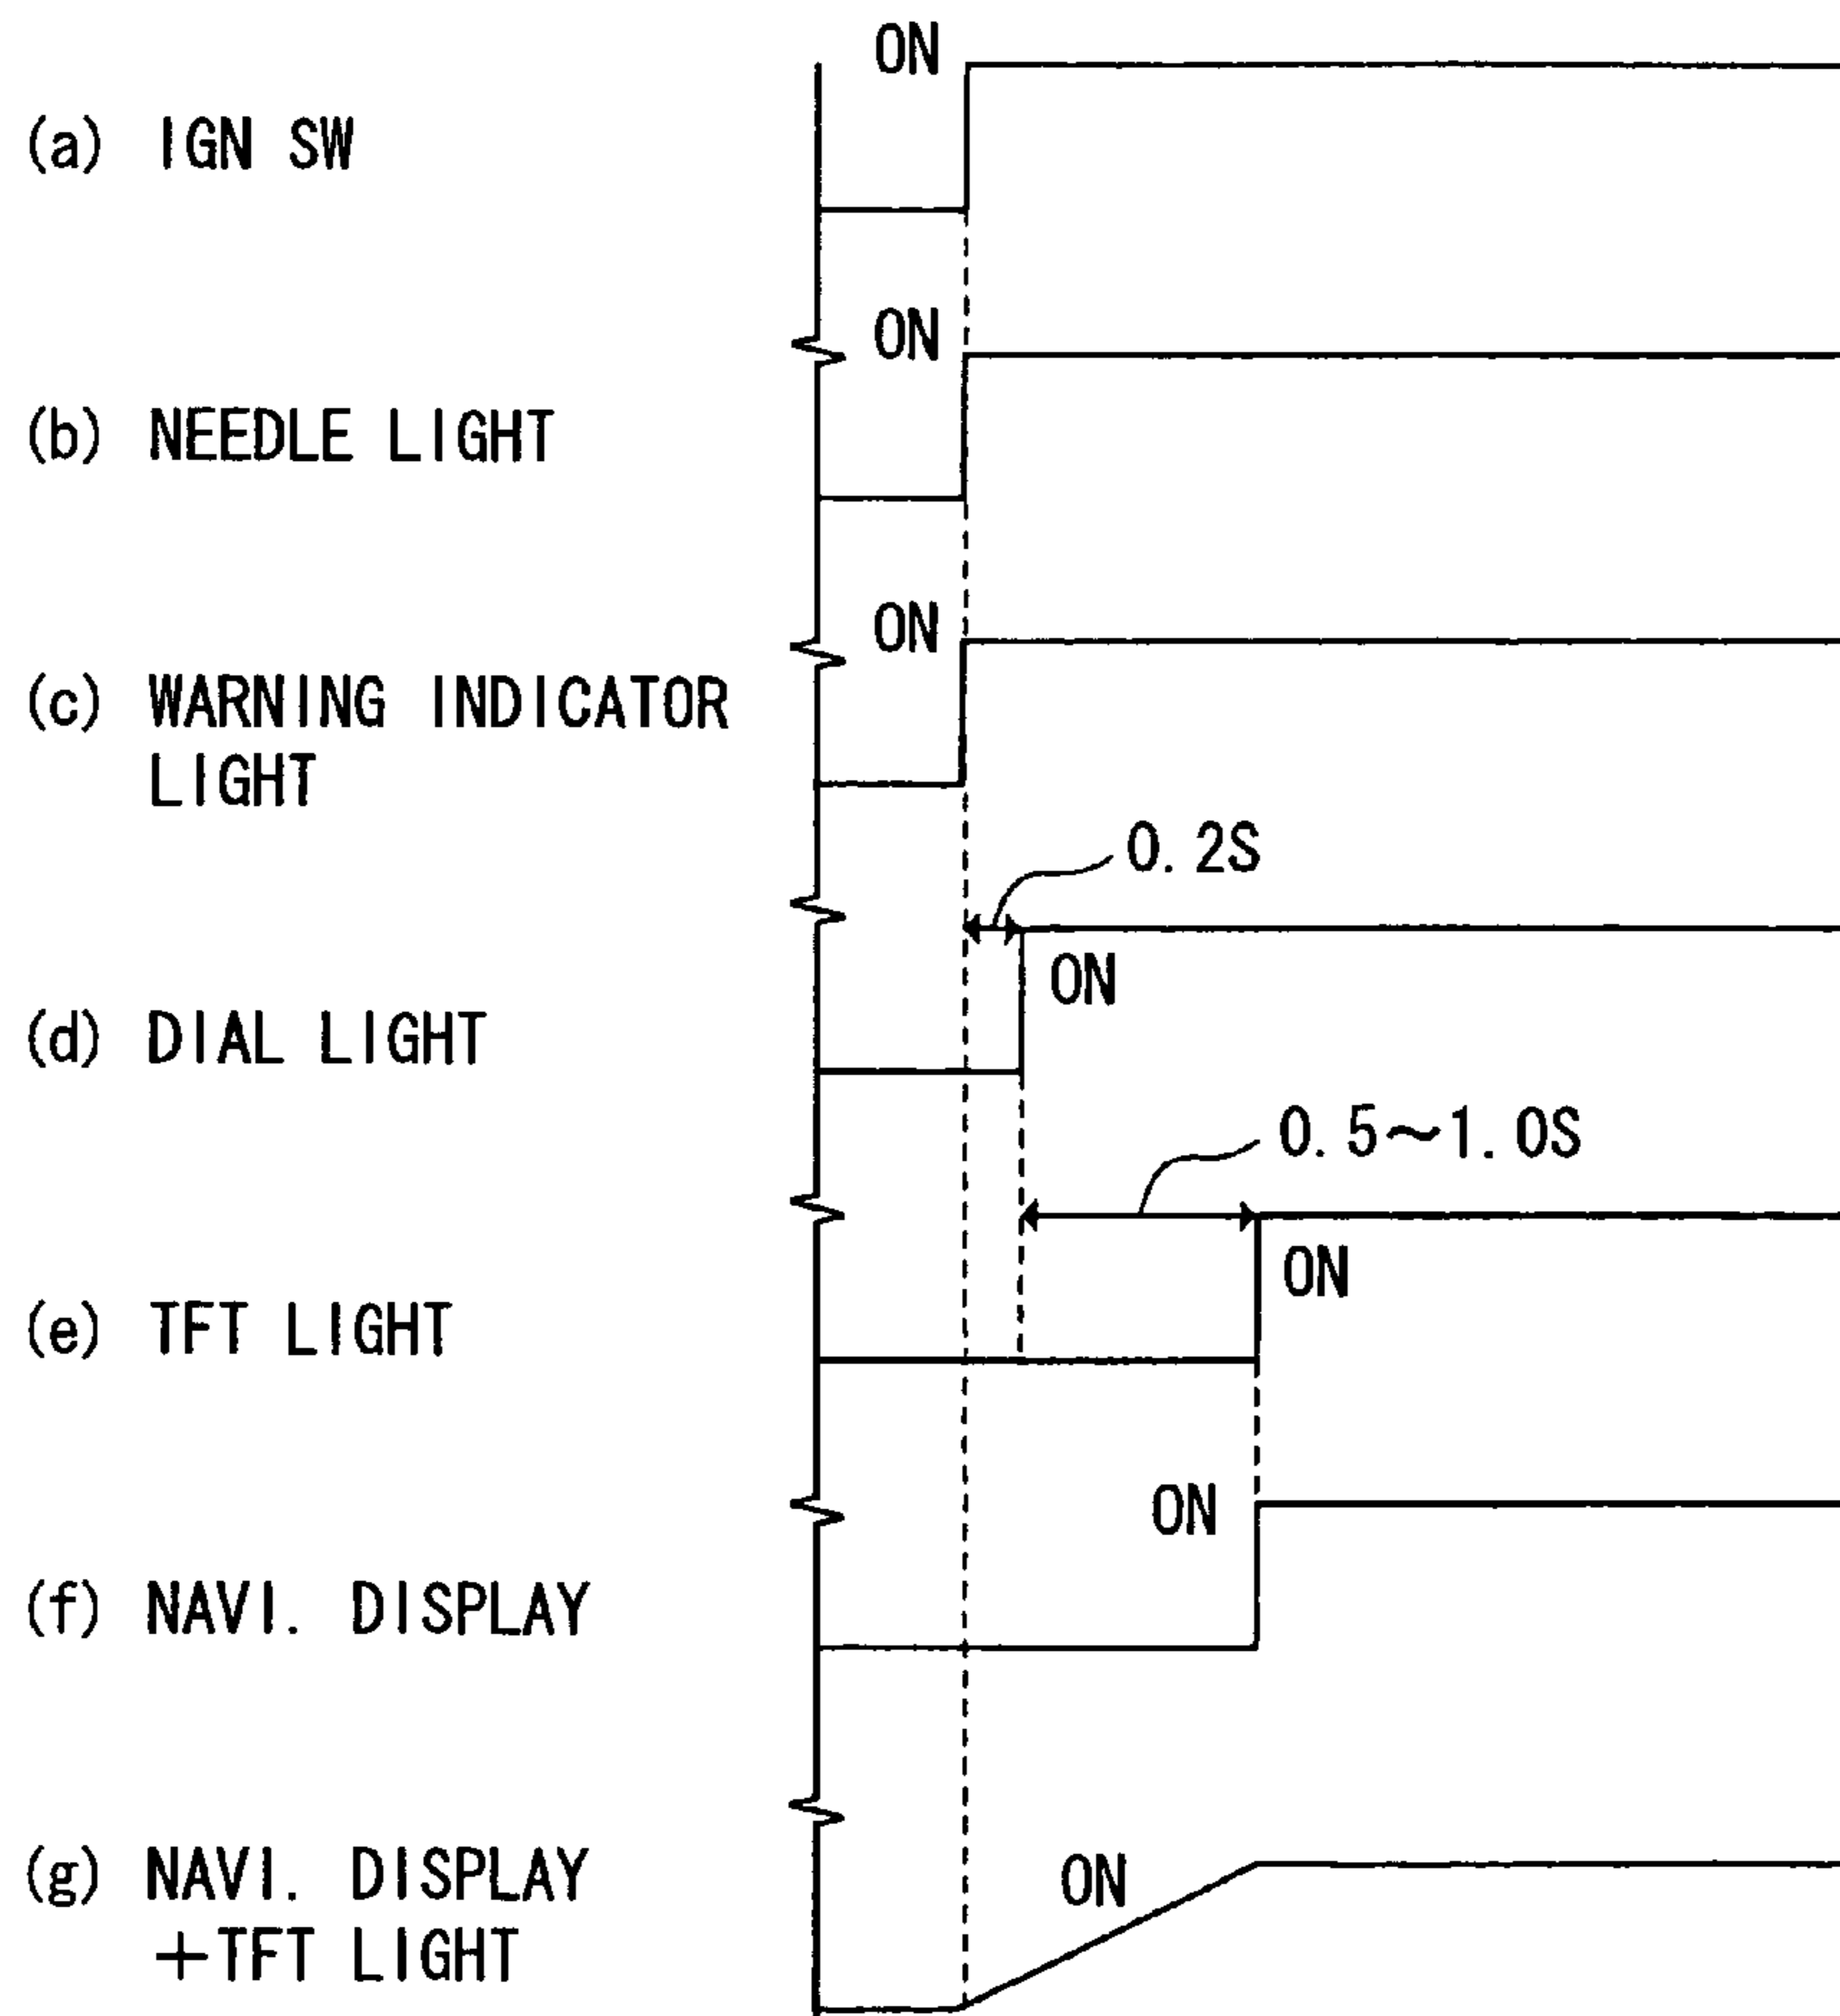 ON
(a) IGN SW
ON
(b) NEEDLE LIGHT
ON
(c) WARNING INDICATOR
LIGHT
0.2S
ON
(d) DIAL LIGHT
0.5~1.0S
ON
(e) TFT LIGHT
ON
(f) NAVI. DISPLAY
ON
(g) NAVI. DISPLAY
+TFT LIGHT